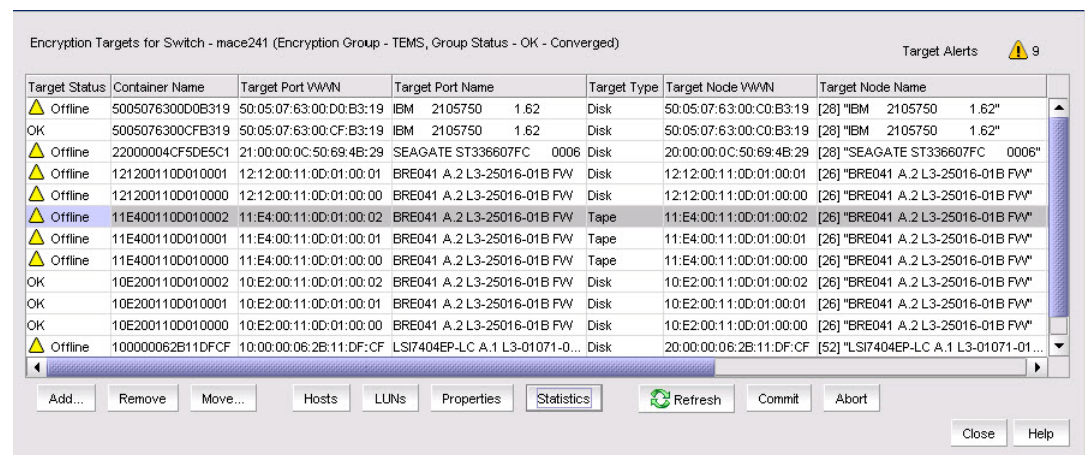 Encryption Targets for Switch - mace241 (Encryption Group - TEMS, Group Status - OK - Converged)
Target Alerts 9
Target Status Container Name Target Port WWN Target Port Name Target Type Target Node WWN Target Node Name
Offline 5005076300D0B319 50:05:07:63:00:D0:B3:19 IBM 2105750 1.62 Disk 50:05:07:63:00:C0:B3:19 [28] "IBM 2105750 1.62"
OK 5005076300CFB319 50:05:07:63:00:CF:B3:19 IBM 2105750 1.62 Disk 50:05:07:63:00:C0:B3:19 [28] "IBM 2105750 1.62"
Offline 22000004CF5DE5C1 21:00:00:0C:50:69:4B:29 SEAGATE ST336607FC 0006 Disk 20:00:00:0C:50:69:4B:29 [28] "SEAGATE ST336607FC 0006"
Offline 121200110D010001 12:12:00:11:0D:01:00:01 BRE041 A.2 L3-25016-01B FW Disk 12:12:00:11:0D:01:00:01 [26] "BRE041 A.2 L3-25016-01B FW"
Offline 121200110D010000 12:12:00:11:0D:01:00:00 BRE041 A.2 L3-25016-01B FW Disk 12:12:00:11:0D:01:00:00 [26] "BRE041 A.2 L3-25016-01B FW"
Offline 11E400110D010002 11:E4:00:11:0D:01:00:02 BRE041 A.2 L3-25016-01B FW Tape 11:E4:00:11:0D:01:00:02 [26] "BRE041 A.2 L3-25016-01B FW"
Offline 11E400110D010001 11:E4:00:11:0D:01:00:01 BRE041 A.2 L3-25016-01B FW Tape 11:E4:00:11:0D:01:00:01 [26] "BRE041 A.2 L3-25016-01B FW"
Offline 11E400110D010000 11:E4:00:11:0D:01:00:00 BRE041 A.2 L3-25016-01B FW Tape 11:E4:00:11:0D:01:00:00 [26] "BRE041 A.2 L3-25016-01B FW"
OK 10E200110D010002 10:E2:00:11:0D:01:00:02 BRE041 A.2 L3-25016-01B FW Disk 10:E2:00:11:0D:01:00:02 [26] "BRE041 A.2 L3-25016-01B FW"
OK 10E200110D010001 10:E2:00:11:0D:01:00:01 BRE041 A.2 L3-25016-01B FW Disk 10:E2:00:11:0D:01:00:01 [26] "BRE041 A.2 L3-25016-01B FW"
OK 10E200110D010000 10:E2:00:11:0D:01:00:00 BRE041 A.2 L3-25016-01B FW Disk 10:E2:00:11:0D:01:00:00 [26] "BRE041 A.2 L3-25016-01B FW"
Offline 100000062B11DFCF 10:00:00:06:2B:11:DF:CF LSI7404EP-LC A.1 L3-01071-0... Disk 20:00:00:06:2B:11:DF:CF [52] "LSI7404EP-LC A.1 L3-01071-01...
Add... Remove Move... Hosts LUNs Properties Statistics Refresh Commit Abort
Close Help